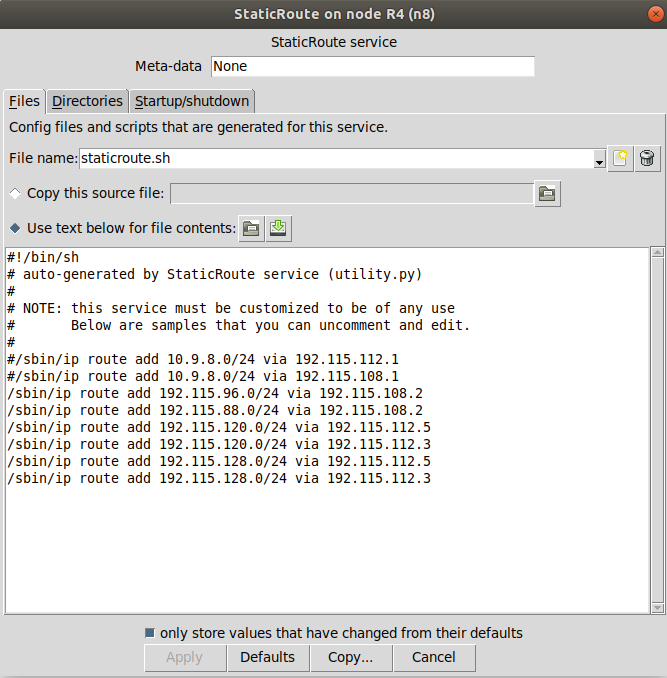 StaticRoute on node R4 (n8)
StaticRoute service
Meta-data None
Files Directories Startup/shutdown
Config files and scripts that are generated for this service.
File name: staticroute.sh
Copy this source file:
Use text below for file contents:
#!/bin/sh
# auto-generated by StaticRoute service (utility.py)
#
# NOTE: this service must be customized to be of any use
#       Below are samples that you can uncomment and edit.
#
#/sbin/ip route add 10.9.8.0/24 via 192.115.112.1
#/sbin/ip route add 10.9.8.0/24 via 192.115.108.1
/sbin/ip route add 192.115.96.0/24 via 192.115.108.2
/sbin/ip route add 192.115.88.0/24 via 192.115.108.2
/sbin/ip route add 192.115.120.0/24 via 192.115.112.5
/sbin/ip route add 192.115.120.0/24 via 192.115.112.3
/sbin/ip route add 192.115.128.0/24 via 192.115.112.5
/sbin/ip route add 192.115.128.0/24 via 192.115.112.3
only store values that have changed from their defaults
Apply Defaults Copy... Cancel